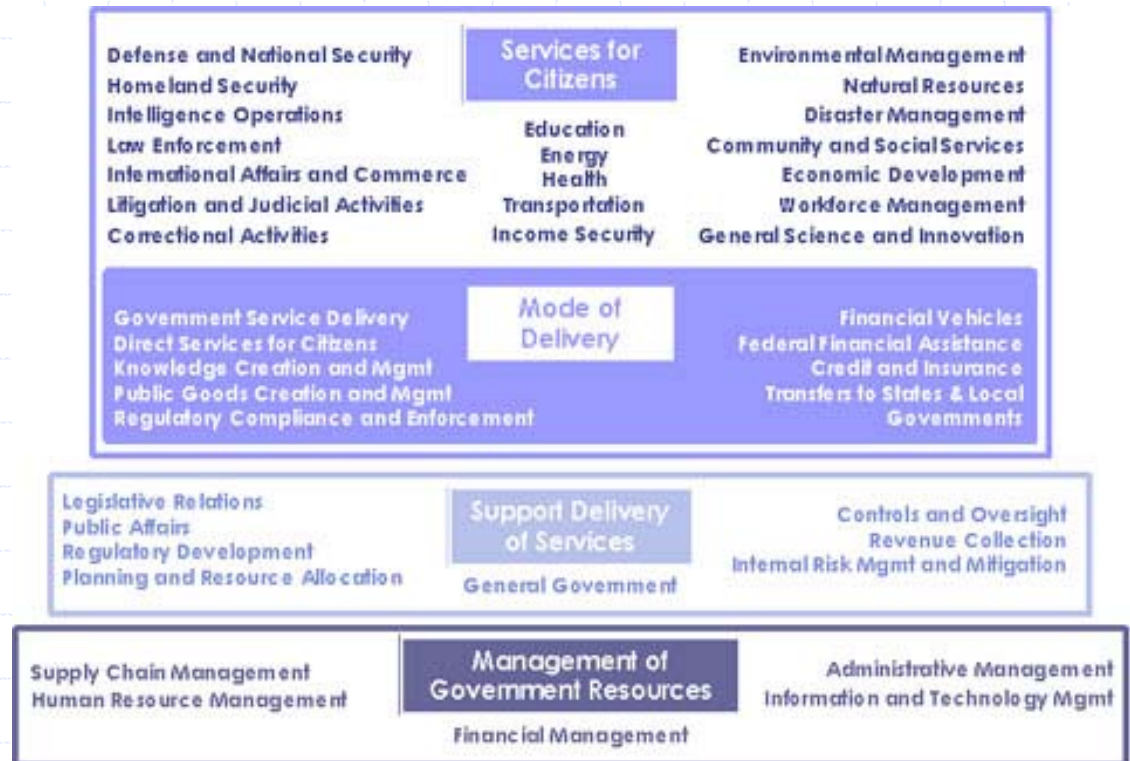 Services for
Citizens
Defense and National Security
Homeland Security
Intelligence Operations
Law Enforcement
International Affairs and Commerce
Litigation and Judicial Activities
Correctional Activities
Education
Energy
Health
Transportation
Income Security
Environmental Management
Natural Resources
Disaster Management
Community and Social Services
Economic Development
Workforce Management
General Science and Innovation
Mode of
Delivery
Government Service Delivery
Direct Services for Citizens
Knowledge Creation and Mgmt
Public Goods Creation and Mgmt
Regulatory Compliance and Enforcement
Financial Vehicles
Federal Financial Assistance
Credit and Insurance
Transfers to States & Local
Governments
Support Delivery
of Services
Legislative Relations
Public Affairs
Regulatory Development
Planning and Resource Allocation
General Government
Controls and Oversight
Revenue Collection
Internal Risk Mgmt and Mitigation
Management of
Government Resources
Supply Chain Management
Human Resource Management
Financial Management
Administrative Management
Information and Technology Mgmt